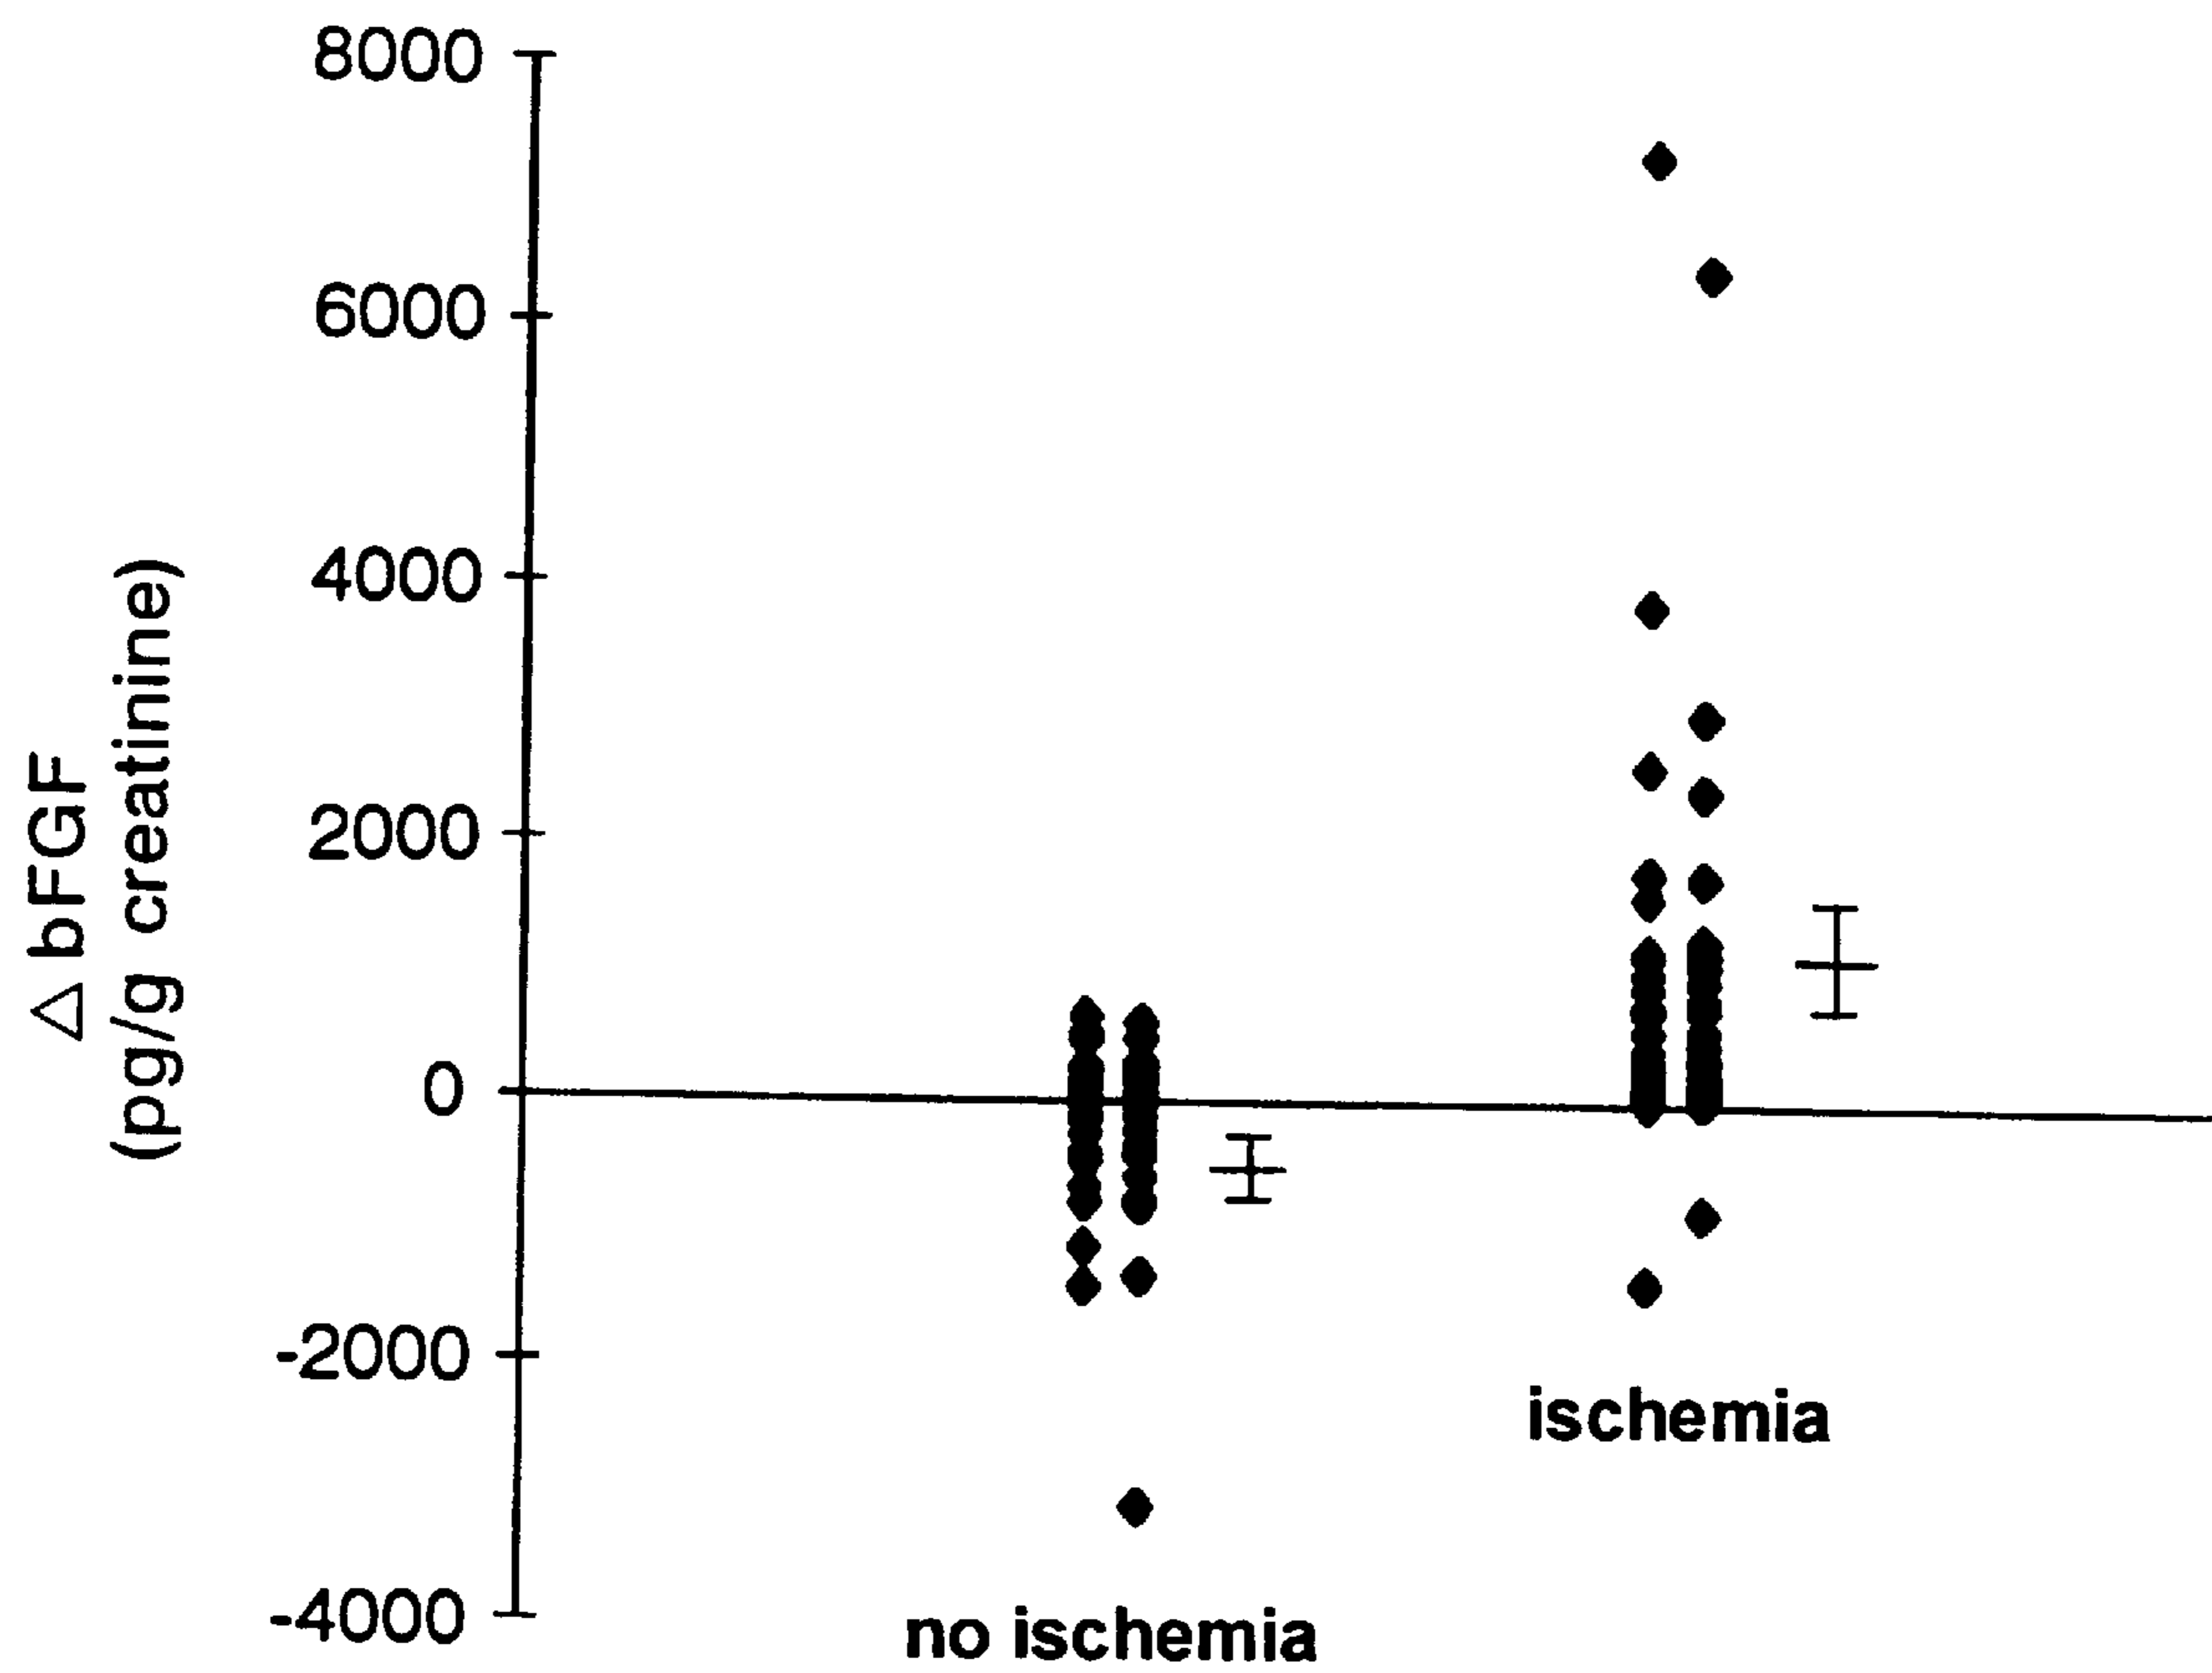 8000
6000
4000
2000
0
-2000
-4000
△ bFGF
(pg/g creatinine)
ischemia
no ischemia